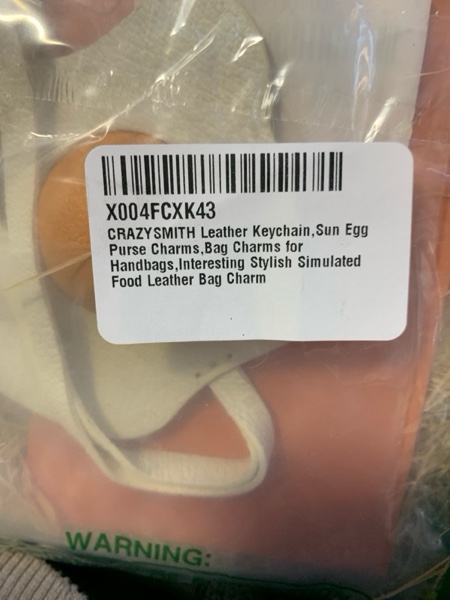 X004FCXK43
CRAZYSMITH Leather Keychain,Sun Egg
Purse Charms,Bag Charms for
Handbags,Interesting Stylish Simulated
Food Leather Bag Charm
WARNING: